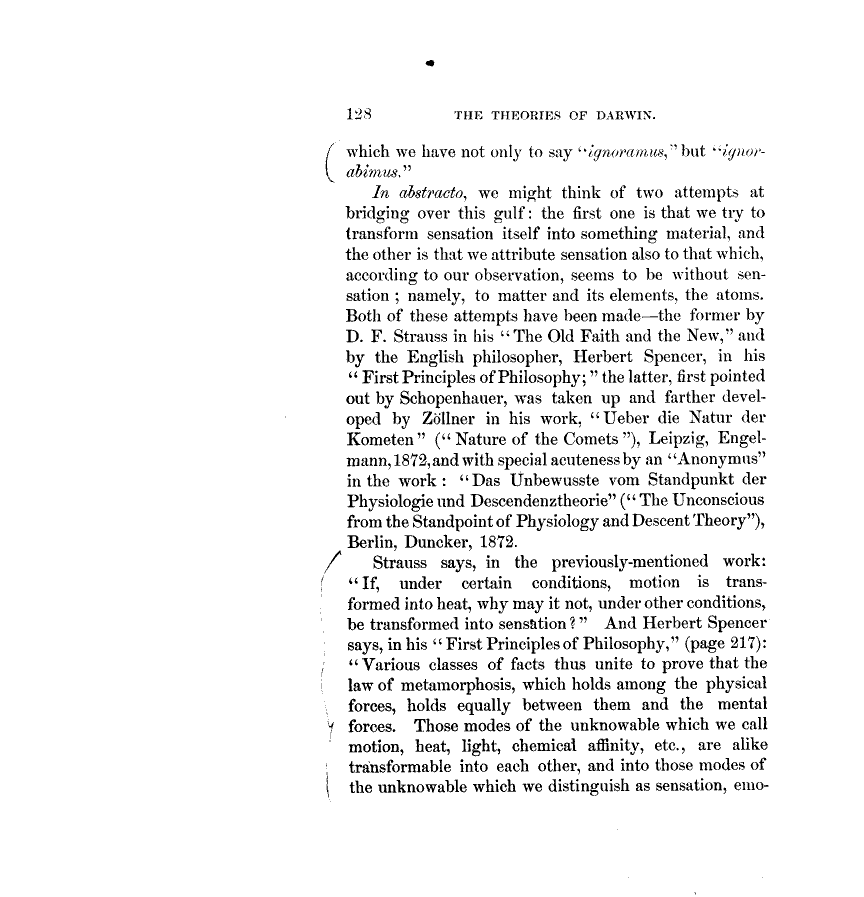 128 THE THEORIES OF DARWIN.
which we have not only to say “ignoramus,” but “ignor-
abimus.”
In abstracto, we might think of two attempts at
bridging over this gulf: the first one is that we try to
transform sensation itself into something material, and
the other is that we attribute sensation also to that which,
according to our observation, seems to be without sen-
sation ; namely, to matter and its elements, the atoms.
Both of these attempts have been made—the former by
D. F. Strauss in his “The Old Faith and the New,” and
by the English philosopher, Herbert Spencer, in his
“ First Principles of Philosophy; ” the latter, first pointed
out by Schopenhauer, was taken up and farther devel-
oped by Zöllner in his work, “Ueber die Natur der
Kometen” (“ Nature of the Comets ”), Leipzig, Engel-
mann, 1872, and with special acuteness by an “Anonymus”
in the work : “Das Unbewusste vom Standpunkt der
Physiologie und Descendenztheorie” (“ The Unconscious
from the Standpoint of Physiology and Descent Theory”),
Berlin, Duncker, 1872.
Strauss says, in the previously-mentioned work:
“If, under certain conditions, motion is trans-
formed into heat, why may it not, under other conditions,
be transformed into sensation?” And Herbert Spencer
says, in his “ First Principles of Philosophy,” (page 217):
“Various classes of facts thus unite to prove that the
law of metamorphosis, which holds among the physical
forces, holds equally between them and the mental
forces. Those modes of the unknowable which we call
motion, heat, light, chemical affinity, etc., are alike
transformable into each other, and into those modes of
the unknowable which we distinguish as sensation, emo-